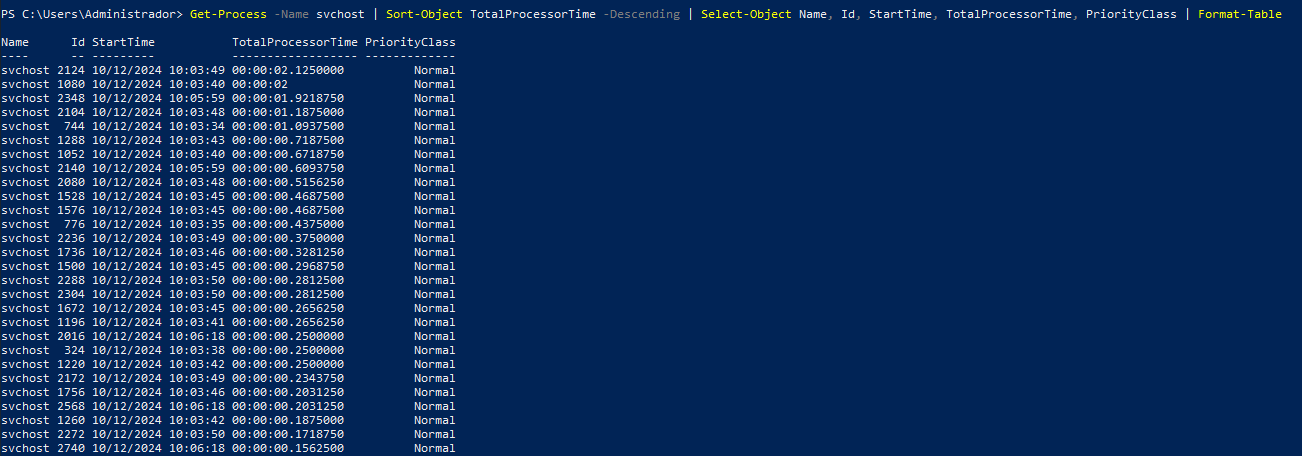 PS C:\Users\Administrador> Get-Process -Name svchost | Sort-Object TotalProcessorTime -Descending | Select-Object Name, Id, StartTime, TotalProcessorTime, PriorityClass | Format-Table
Name      Id StartTime           TotalProcessorTime PriorityClass
----      -- ---------           ------------------ -------------
svchost 2124 10/12/2024 10:03:49 00:00:02.1250000          Normal
svchost 1080 10/12/2024 10:03:40 00:00:02                  Normal
svchost 2348 10/12/2024 10:05:59 00:00:01.9218750          Normal
svchost 2104 10/12/2024 10:03:48 00:00:01.1875000          Normal
svchost  744 10/12/2024 10:03:34 00:00:01.0937500          Normal
svchost 1288 10/12/2024 10:03:43 00:00:00.7187500          Normal
svchost 1052 10/12/2024 10:03:40 00:00:00.6718750          Normal
svchost 2140 10/12/2024 10:05:59 00:00:00.6093750          Normal
svchost 2080 10/12/2024 10:03:48 00:00:00.5156250          Normal
svchost 1528 10/12/2024 10:03:45 00:00:00.4687500          Normal
svchost 1576 10/12/2024 10:03:45 00:00:00.4687500          Normal
svchost  776 10/12/2024 10:03:35 00:00:00.4375000          Normal
svchost 2236 10/12/2024 10:03:49 00:00:00.3750000          Normal
svchost 1736 10/12/2024 10:03:46 00:00:00.3281250          Normal
svchost 1500 10/12/2024 10:03:45 00:00:00.2968750          Normal
svchost 2288 10/12/2024 10:03:50 00:00:00.2812500          Normal
svchost 2304 10/12/2024 10:03:50 00:00:00.2812500          Normal
svchost 1672 10/12/2024 10:03:45 00:00:00.2656250          Normal
svchost 1196 10/12/2024 10:03:41 00:00:00.2656250          Normal
svchost 2016 10/12/2024 10:06:18 00:00:00.2500000          Normal
svchost  324 10/12/2024 10:03:38 00:00:00.2500000          Normal
svchost 1220 10/12/2024 10:03:42 00:00:00.2500000          Normal
svchost 2172 10/12/2024 10:03:49 00:00:00.2343750          Normal
svchost 1756 10/12/2024 10:03:46 00:00:00.2031250          Normal
svchost 2568 10/12/2024 10:06:18 00:00:00.2031250          Normal
svchost 1260 10/12/2024 10:03:42 00:00:00.1875000          Normal
svchost 2272 10/12/2024 10:03:50 00:00:00.1718750          Normal
svchost 2740 10/12/2024 10:06:18 00:00:00.1562500          Normal